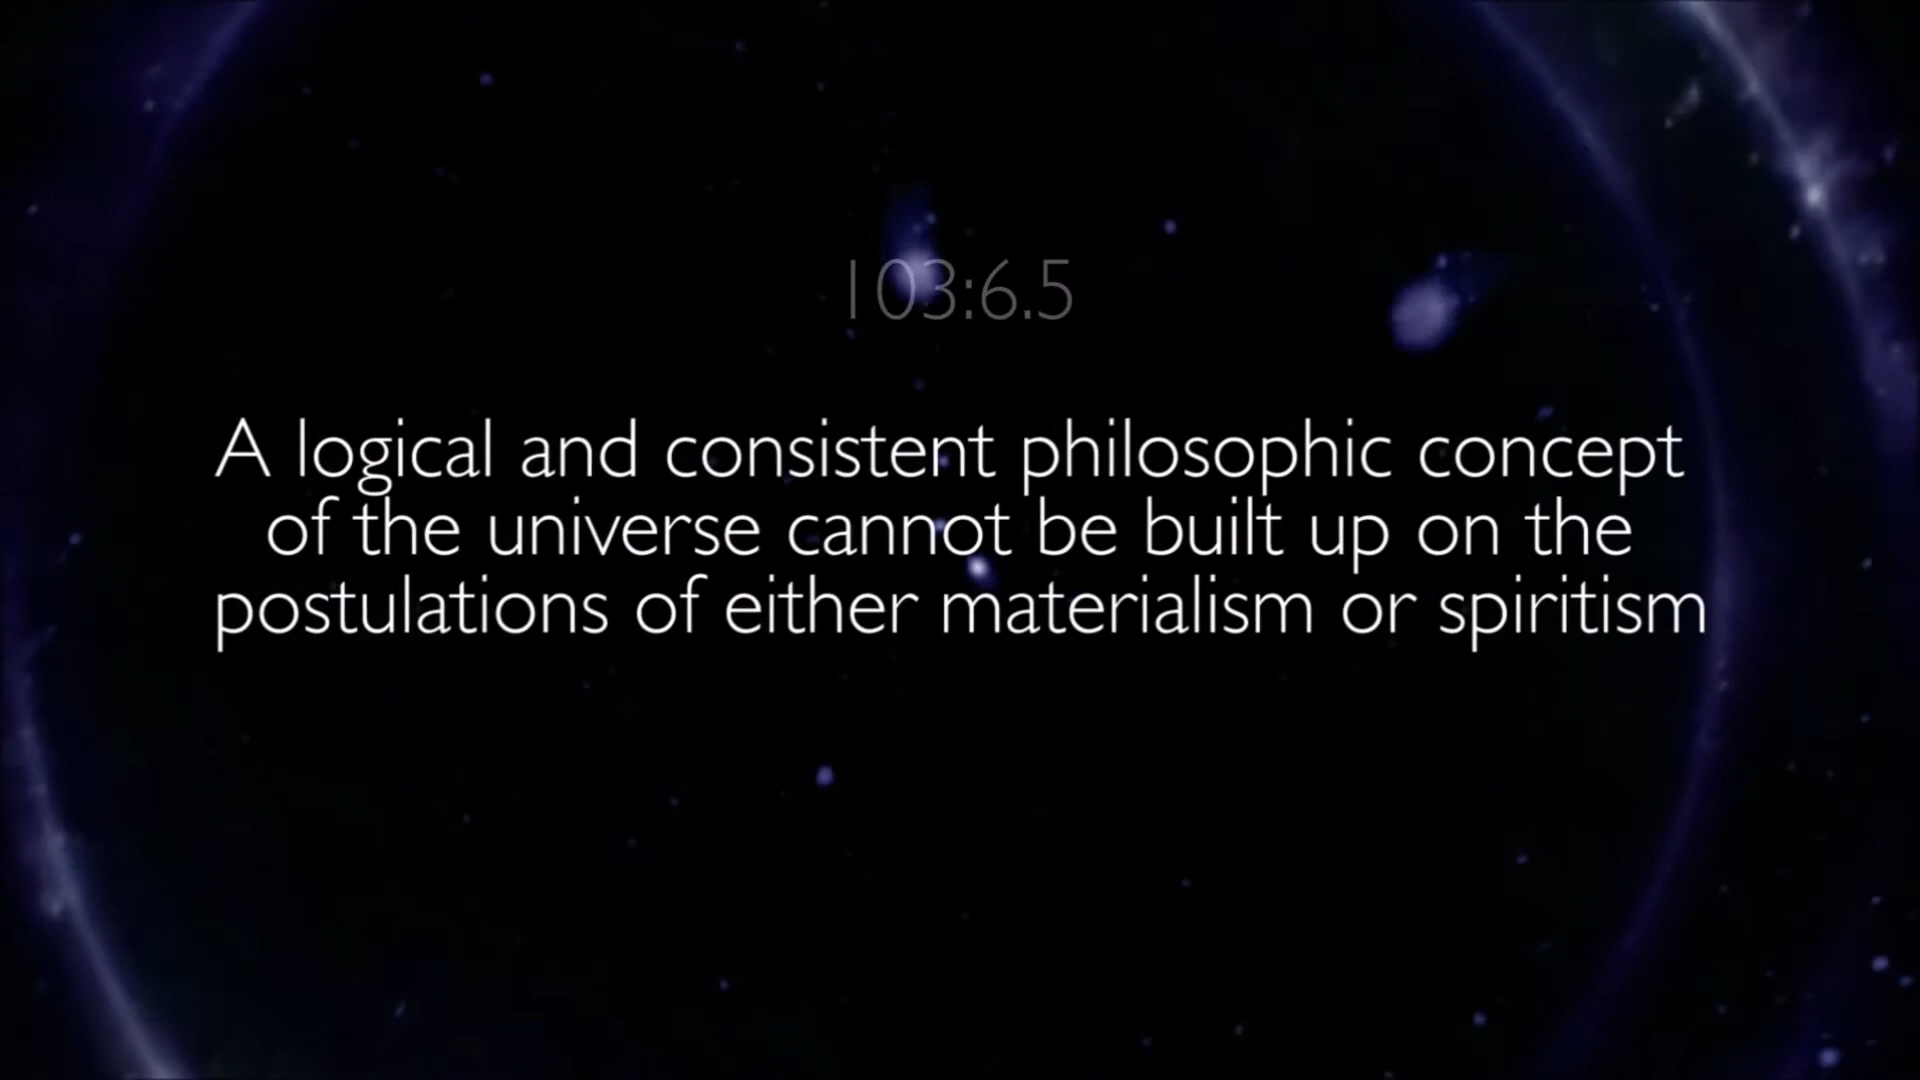 103:6.5
A logical and consistent philosophic concept
of the universe cannot be built up on the
postulations of either materialism or spiritism